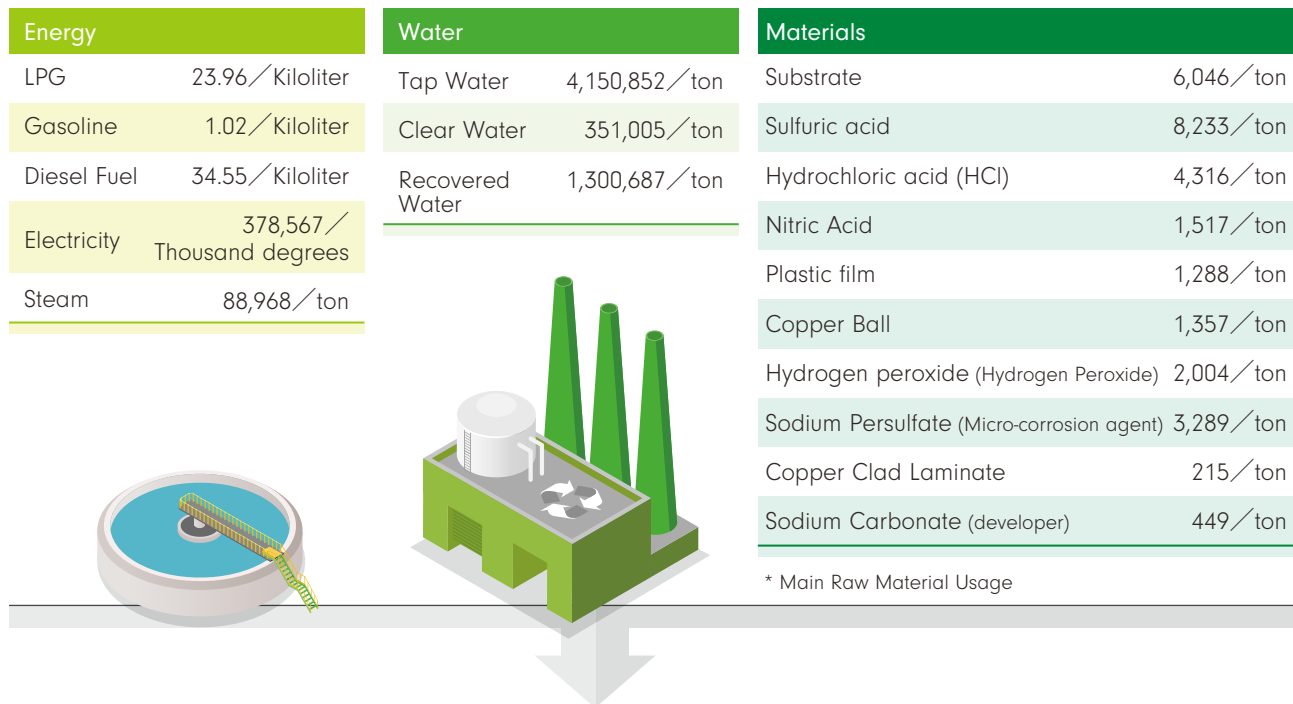 Energy
LPG 23.96／Kiloliter
Gasoline 1.02／Kiloliter
Diesel Fuel 34.55／Kiloliter
Electricity 378,567／
Thousand degrees
Steam 88,968／ton
Water
Tap Water 4,150,852／ton
Clear Water 351,005／ton
Recovered 1,300,687／ton
Water
Materials
Substrate 6,046／ton
Sulfuric acid 8,233／ton
Hydrochloric acid (HCl) 4,316／ton
Nitric Acid 1,517／ton
Plastic film 1,288／ton
Copper Ball 1,357／ton
Hydrogen peroxide (Hydrogen Peroxide) 2,004／ton
Sodium Persulfate (Micro-corrosion agent) 3,289／ton
Copper Clad Laminate 215／ton
Sodium Carbonate (developer) 449／ton
* Main Raw Material Usage